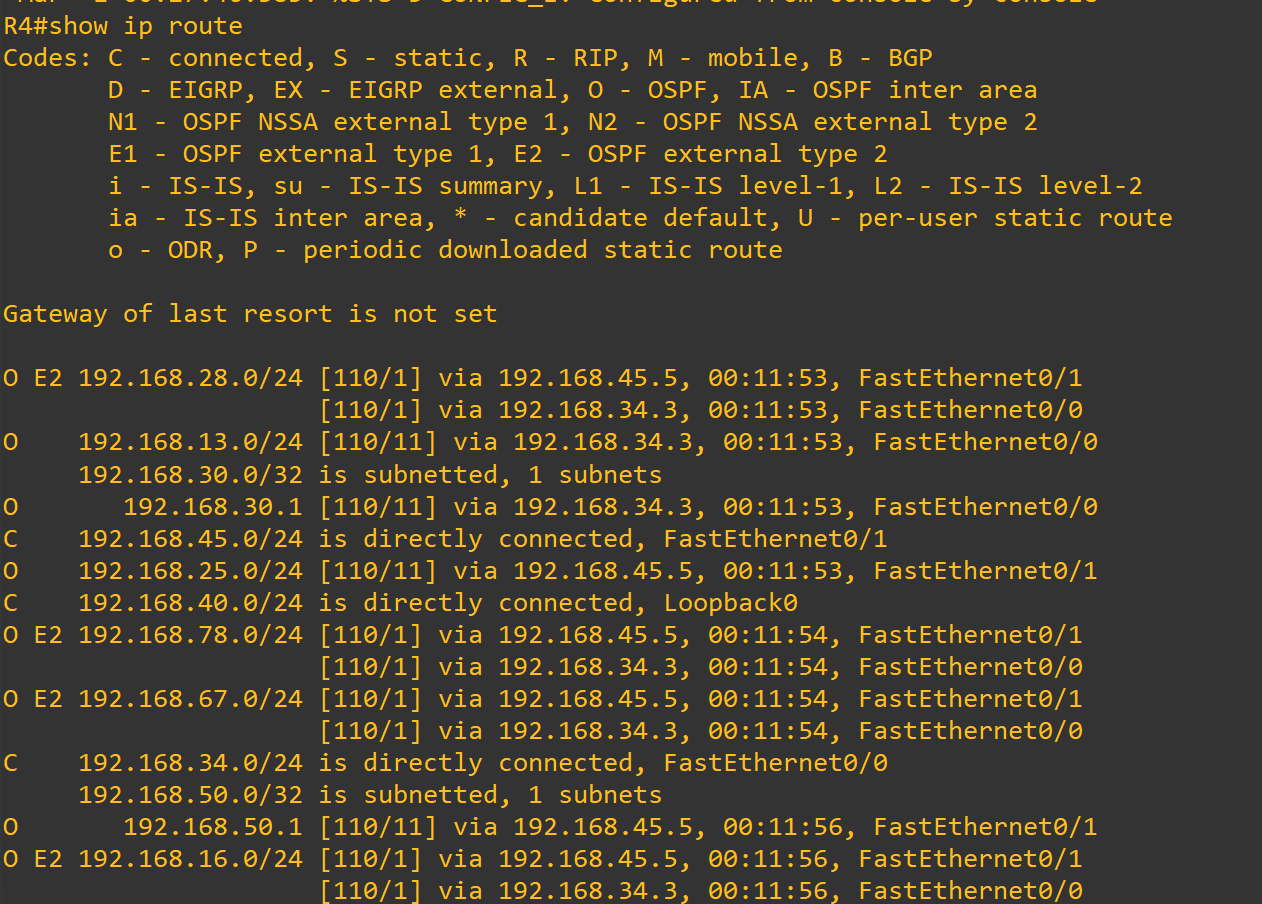 R4#show ip route
Codes: C - connected, S - static, R - RIP, M - mobile, B - BGP
       D - EIGRP, EX - EIGRP external, O - OSPF, IA - OSPF inter area
       N1 - OSPF NSSA external type 1, N2 - OSPF NSSA external type 2
       E1 - OSPF external type 1, E2 - OSPF external type 2
       i - IS-IS, su - IS-IS summary, L1 - IS-IS level-1, L2 - IS-IS level-2
       ia - IS-IS inter area, * - candidate default, U - per-user static route
       o - ODR, P - periodic downloaded static route

Gateway of last resort is not set

O E2 192.168.28.0/24 [110/1] via 192.168.45.5, 00:11:53, FastEthernet0/1
                     [110/1] via 192.168.34.3, 00:11:53, FastEthernet0/0
O    192.168.13.0/24 [110/11] via 192.168.34.3, 00:11:53, FastEthernet0/0
     192.168.30.0/32 is subnetted, 1 subnets
O       192.168.30.1 [110/11] via 192.168.34.3, 00:11:53, FastEthernet0/0
C    192.168.45.0/24 is directly connected, FastEthernet0/1
O    192.168.25.0/24 [110/11] via 192.168.45.5, 00:11:53, FastEthernet0/1
C    192.168.40.0/24 is directly connected, Loopback0
O E2 192.168.78.0/24 [110/1] via 192.168.45.5, 00:11:54, FastEthernet0/1
                     [110/1] via 192.168.34.3, 00:11:54, FastEthernet0/0
O E2 192.168.67.0/24 [110/1] via 192.168.45.5, 00:11:54, FastEthernet0/1
                     [110/1] via 192.168.34.3, 00:11:54, FastEthernet0/0
C    192.168.34.0/24 is directly connected, FastEthernet0/0
     192.168.50.0/32 is subnetted, 1 subnets
O       192.168.50.1 [110/11] via 192.168.45.5, 00:11:56, FastEthernet0/1
O E2 192.168.16.0/24 [110/1] via 192.168.45.5, 00:11:56, FastEthernet0/1
                     [110/1] via 192.168.34.3, 00:11:56, FastEthernet0/0